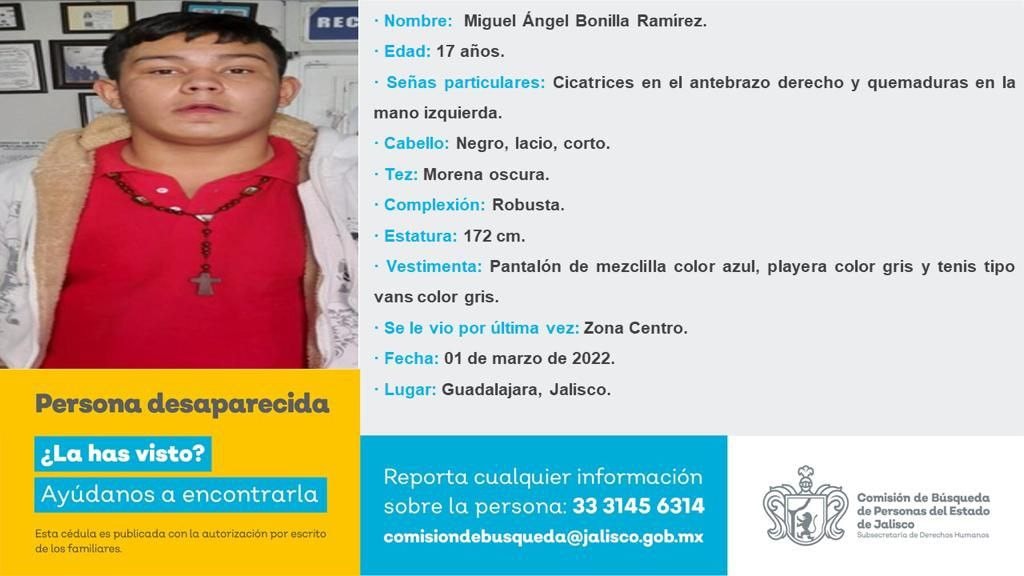 REC
· Nombre: Miguel Ángel Bonilla Ramírez.
· Edad: 17 años.
· Señas particulares: Cicatrices en el antebrazo derecho y quemaduras en la
mano izquierda.
· Cabello: Negro, lacio, corto.
· Tez: Morena oscura.
· Complexión: Robusta.
· Estatura: 172 cm.
· Vestimenta: Pantalón de mezclilla color azul, playera color gris y tenis tipo
vans color gris.
· Se le vio por última vez: Zona Centro.
· Fecha: 01 de marzo de 2022.
· Lugar: Guadalajara, Jalisco.
Persona desaparecida
¿La has visto?
Ayúdanos a encontrarla
Esta cédula es publicada con la autorización por escrito
de los familiares.
Reporta cualquier información
sobre la persona: 33 3145 6314
comisiondebusqueda@jalisco.gob.mx
Comisión de Búsqueda
de Personas del Estado
de Jalisco
Subsecretaría de Derechos Humanos